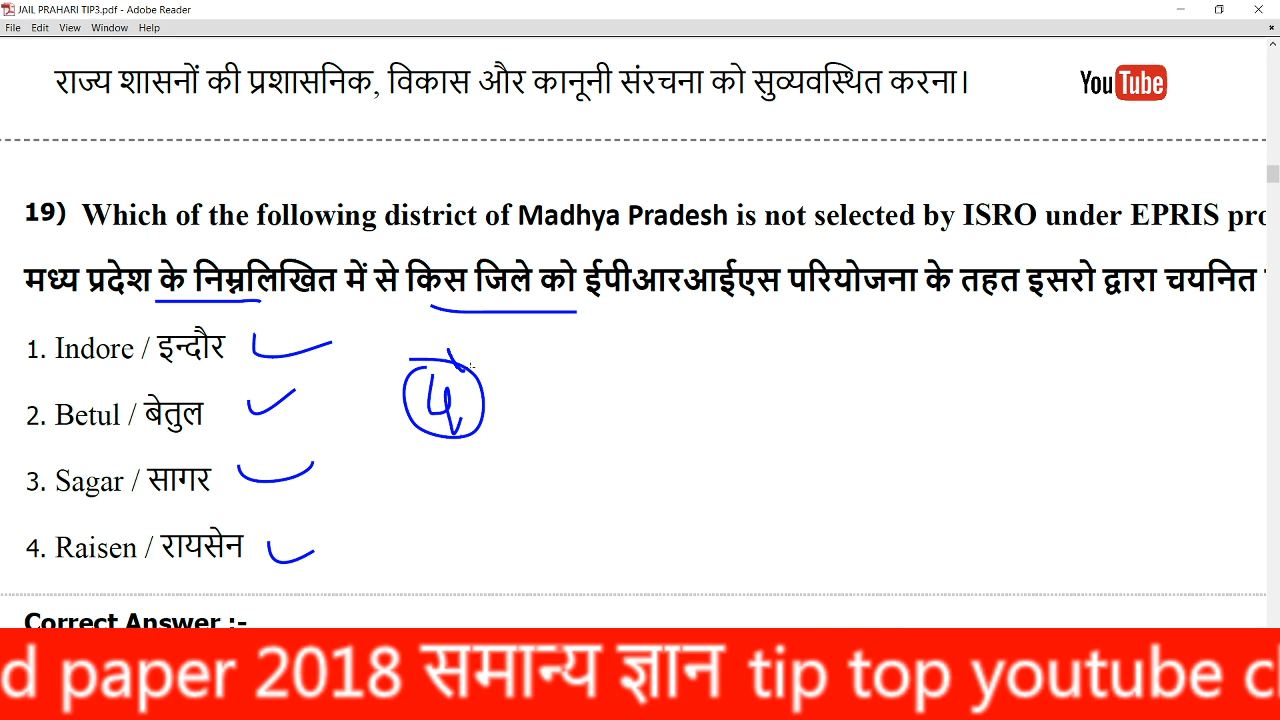 JAIL PRAHARI TIP3.pdf - Adobe Reader
File Edit View Window Help
राज्य शासनों की प्रशासनिक, विकास और कानूनी संरचना को सुव्यवस्थित करना।
YouTube
19) Which of the following district of Madhya Pradesh is not selected by ISRO under EPRIS pro
मध्य प्रदेश के निम्नलिखित में से किस जिले को ईपीआरआईएस परियोजना के तहत इसरो द्वारा चयनित
1. Indore / इन्दौर
2. Betul / बेतुल
4
3. Sagar / सागर
4. Raisen / रायसेन
Correct Answer :-
d paper 2018 समान्य ज्ञान tip top youtube c